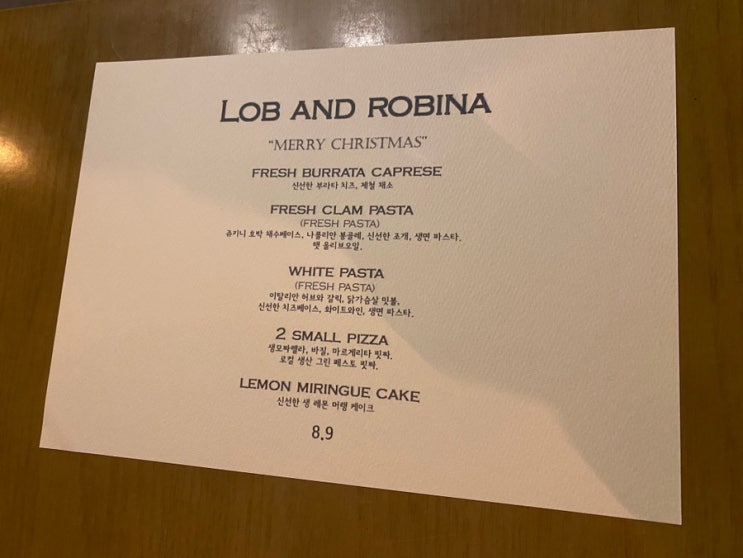 LOB AND ROBINA
"MERRY CHRISTMAS"
FRESH BURRATA CAPRESE
신선한 부라타 치즈, 제철 채소
FRESH CLAM PASTA
(FRESH PASTA)
쥬키니 호박 채수베이스, 나폴리안 봉골레, 신선한 조개, 생면 파스타.
햇 올리브오일.
WHITE PASTA
(FRESH PASTA)
이탈리안 허브와 갈릭, 닭가슴살 밋볼,
신선한 치즈베이스, 화이트와인, 생면 파스타.
2 SMALL PIZZA
생모짜렐라, 바질, 마르게리타 핏짜.
로컬 생산 그린 페스토 핏짜.
LEMON MIRINGUE CAKE
신선한 생 레몬 머랭 케이크
8.9